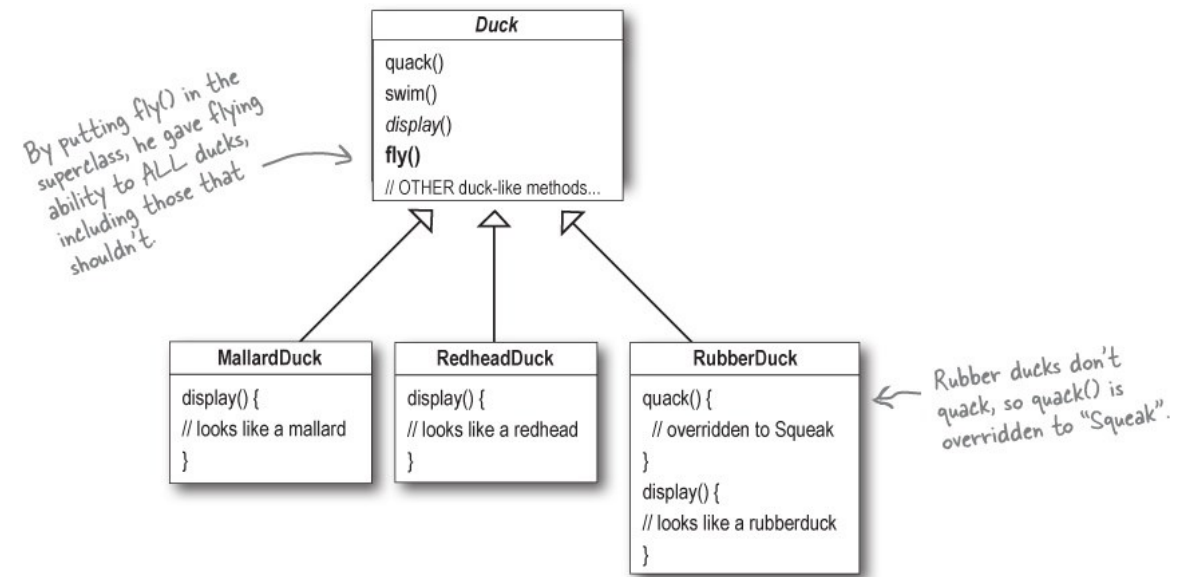 Duck
quack()
swim()
display()
fly()
// OTHER duck-like methods...
By putting fly() in the
superclass, he gave flying
ability to ALL ducks,
including those that
shouldn't.
MallardDuck
display() {
// looks like a mallard
}
RedheadDuck
display() {
// looks like a redhead
}
RubberDuck
quack() {
// overridden to Squeak
}
display() {
// looks like a rubberduck
}
Rubber ducks don't
quack, so quack() is
overridden to "Squeak".